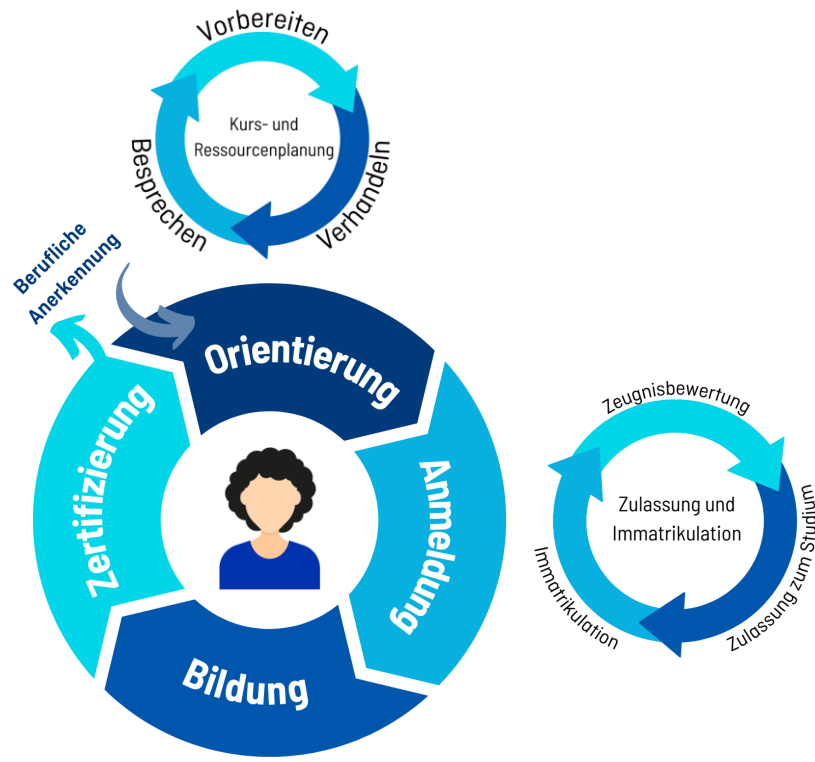 Vorbereiten
Kurs- und
Ressourcenplanung
Verhandeln
Besprechen
Berufliche
Anerkennung
Orientierung
Anmeldung
Bildung
Zertifizierung
Zeugnisbewertung
Zulassung und
Immatrikulation
Zulassung zum Studium
Immatrikulation